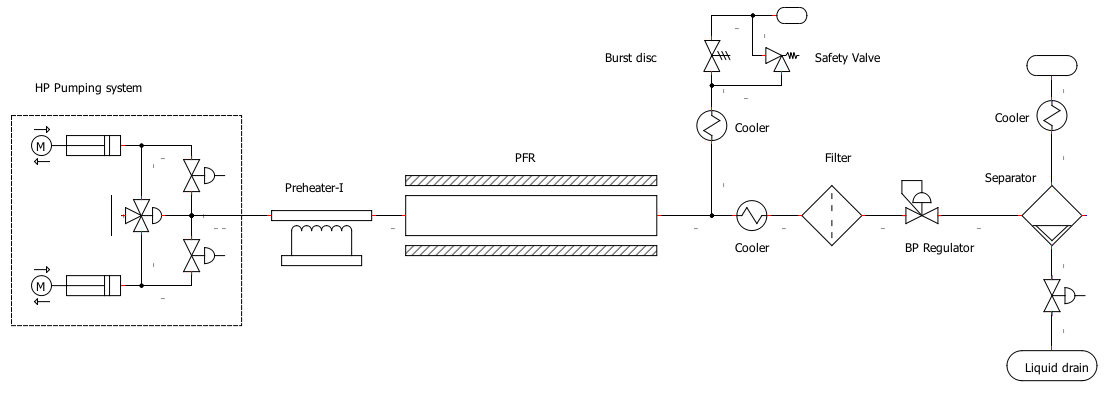 Burst disc
Safety Valve
HP Pumping system
M
Cooler
Cooler
PFR
Filter
Separator
Preheater-I
Cooler
BP Regulator
M
Liquid drain